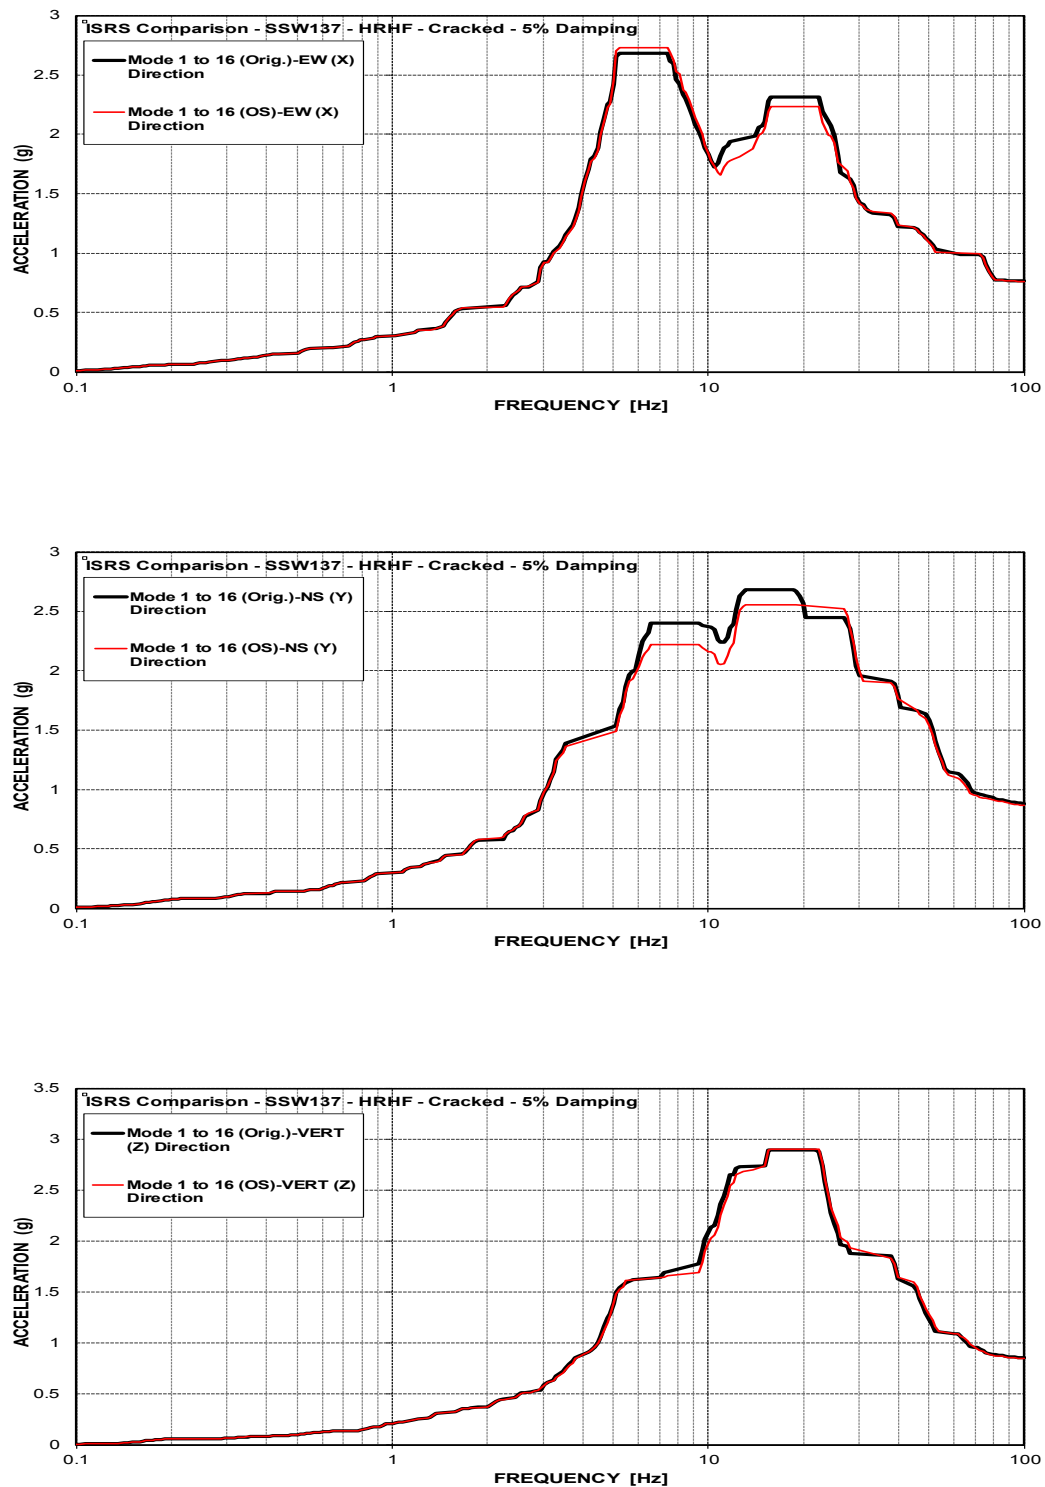 3
ISRS Comparison - SSW137 - HRHF - Cracked - 5% Damping
Mode 1 to 16 (Orig.)-EW (X)
Direction
Mode 1 to 16 (OS)-EW (X)
Direction
2.5
2
1.5
1
0.5
0
ACCELERATION (g)
0.1 1 10 100
FREQUENCY [Hz]
3
ISRS Comparison - SSW137 - HRHF - Cracked - 5% Damping
Mode 1 to 16 (Orig.)-NS (Y)
Direction
Mode 1 to 16 (OS)-NS (Y)
Direction
2.5
2
1.5
1
0.5
0
ACCELERATION (g)
0.1 1 10 100
FREQUENCY [Hz]
3.5
ISRS Comparison - SSW137 - HRHF - Cracked - 5% Damping
Mode 1 to 16 (Orig.)-VERT
(Z) Direction
Mode 1 to 16 (OS)-VERT (Z)
Direction
3
2.5
2
1.5
1
0.5
0
ACCELERATION (g)
0.1 1 10 100
FREQUENCY [Hz]